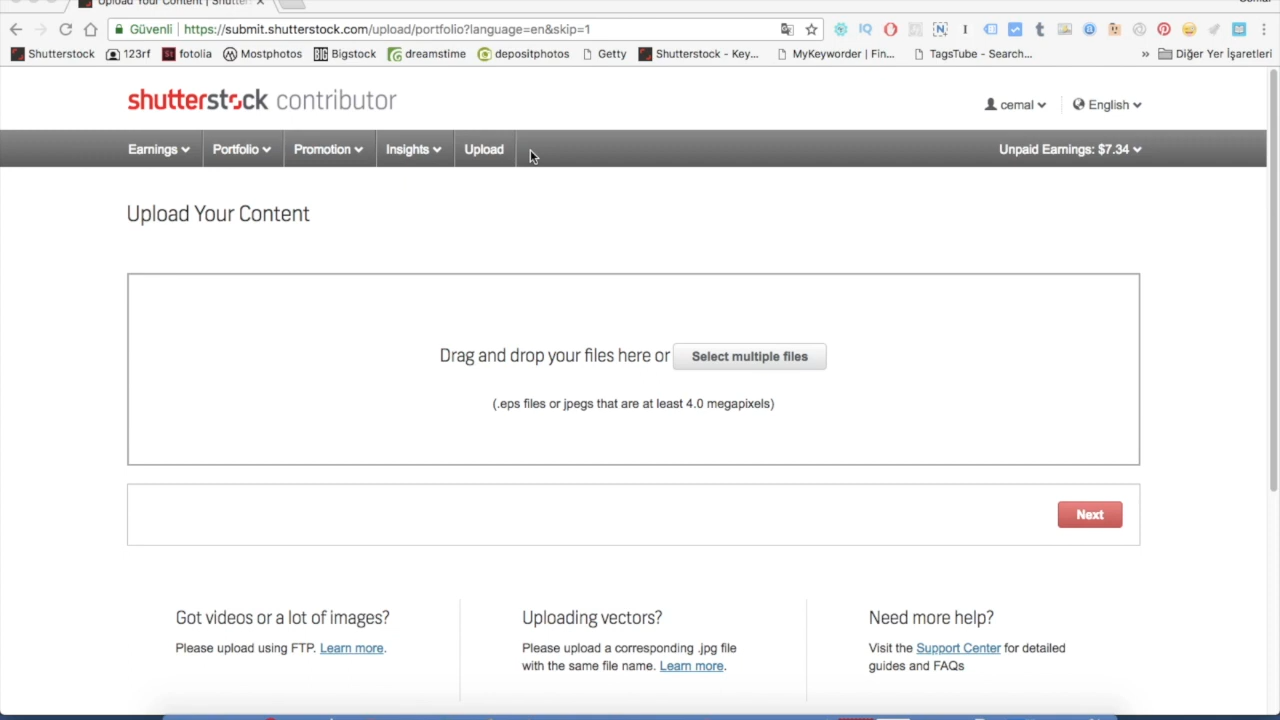 Upload Your Content | Shutter
Güvenli https://submit.shutterstock.com/upload/portfolio?language=en&skip=1
Shutterstock 123rf fotolia Mostphotos Bigstock dreamstime depositphotos Getty Shutterstock - Key... MyKeyworder | Fin... TagsTube - Search... » Diğer Yer İşaretleri
shutterstock contributor
cemal English
Earnings Portfolio Promotion Insights Upload Unpaid Earnings: $7.34
Upload Your Content
Drag and drop your files here or Select multiple files
(.eps files or jpegs that are at least 4.0 megapixels)
Next
Got videos or a lot of images?
Please upload using FTP. Learn more.
Uploading vectors?
Please upload a corresponding .jpg file
with the same file name. Learn more.
Need more help?
Visit the Support Center for detailed
guides and FAQs